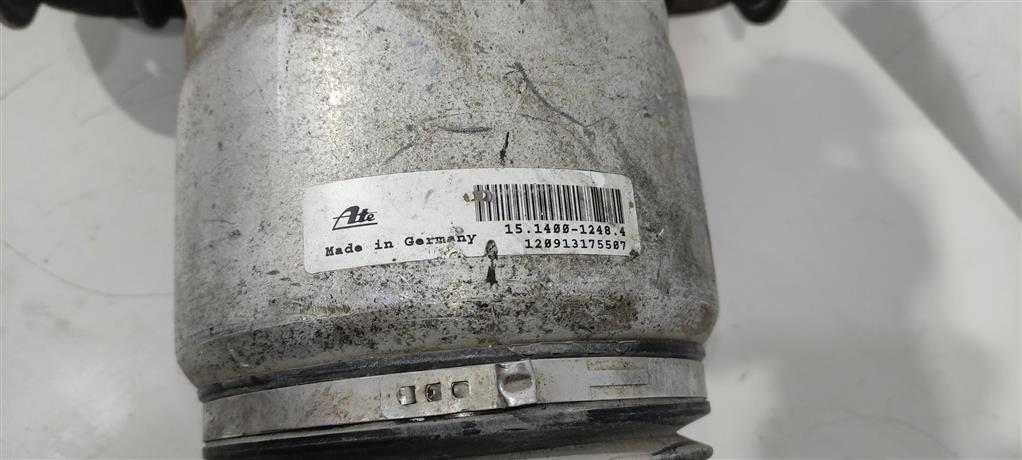 Ate
Made in Germany
15.1400-1248.4
120913175507